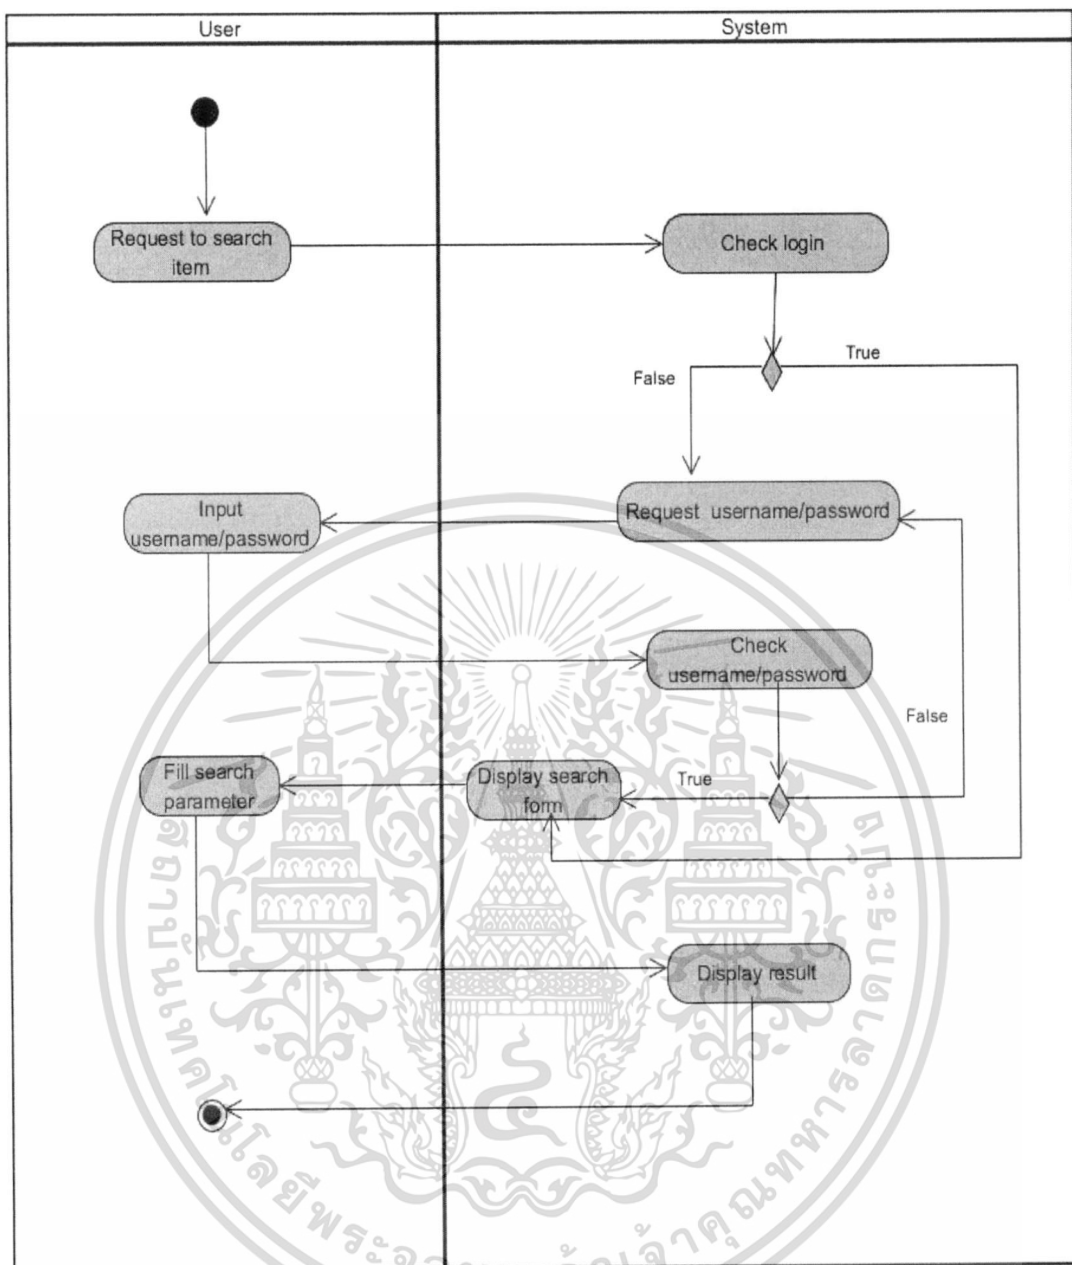 User
System
Request to search
item
Check login
False
True
Input
username/password
Request username/password
Check
username/password
False
Fill search
parameter
Display search
form
True
Display result